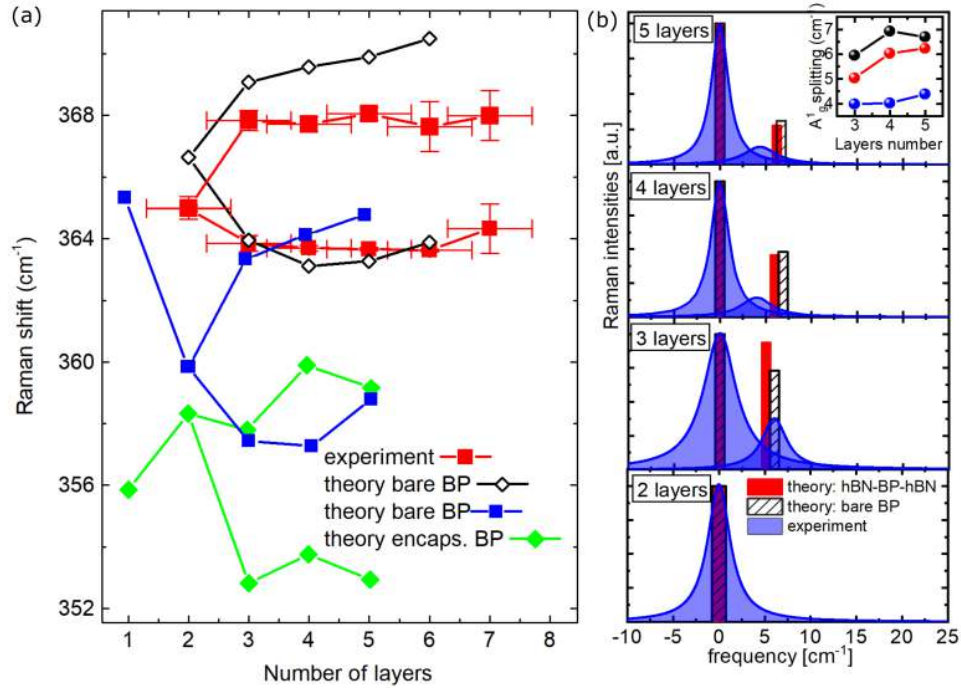 (a)
368
364
360
356
352
Raman shift (cm⁻¹)
1 2 3 4 5 6 7 8
Number of layers
experiment
theory bare BP
theory bare BP
theory encaps. BP
(b)
5 layers
A¹g splitting (cm⁻¹)
7
6
5
4
3 4 5
Layers number
4 layers
3 layers
2 layers
theory: hBN-BP-hBN
theory: bare BP
experiment
Raman intensities [a.u.]
-10 -5 0 5 10 15 20 25
frequency [cm⁻¹]